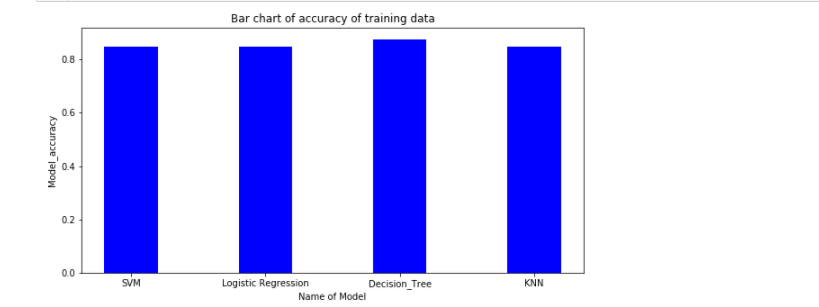 Bar chart of accuracy of training data
Model_accuracy
0.8
0.6
0.4
0.2
0.0
SVM Logistic Regression Decision_Tree KNN
Name of Model